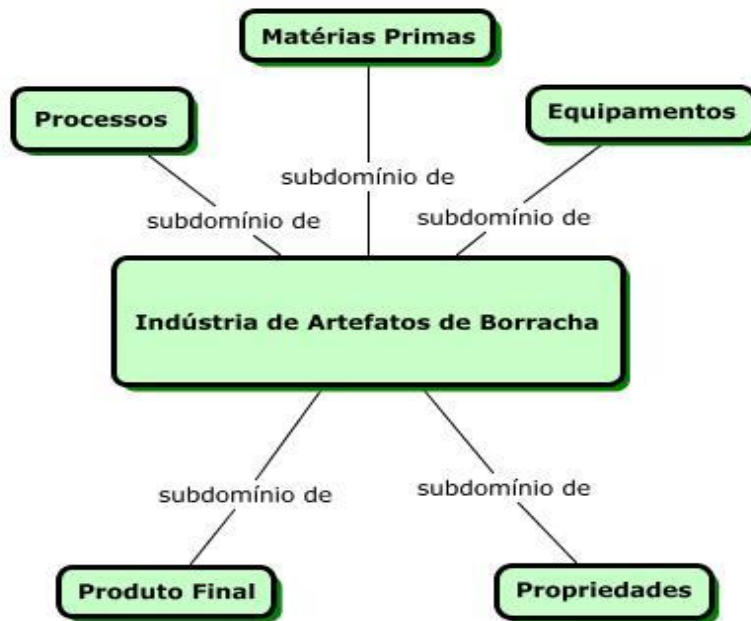 Matérias Primas
Processos
Equipamentos
subdomínio de
subdomínio de
subdomínio de
Indústria de Artefatos de Borracha
subdomínio de
subdomínio de
Produto Final
Propriedades